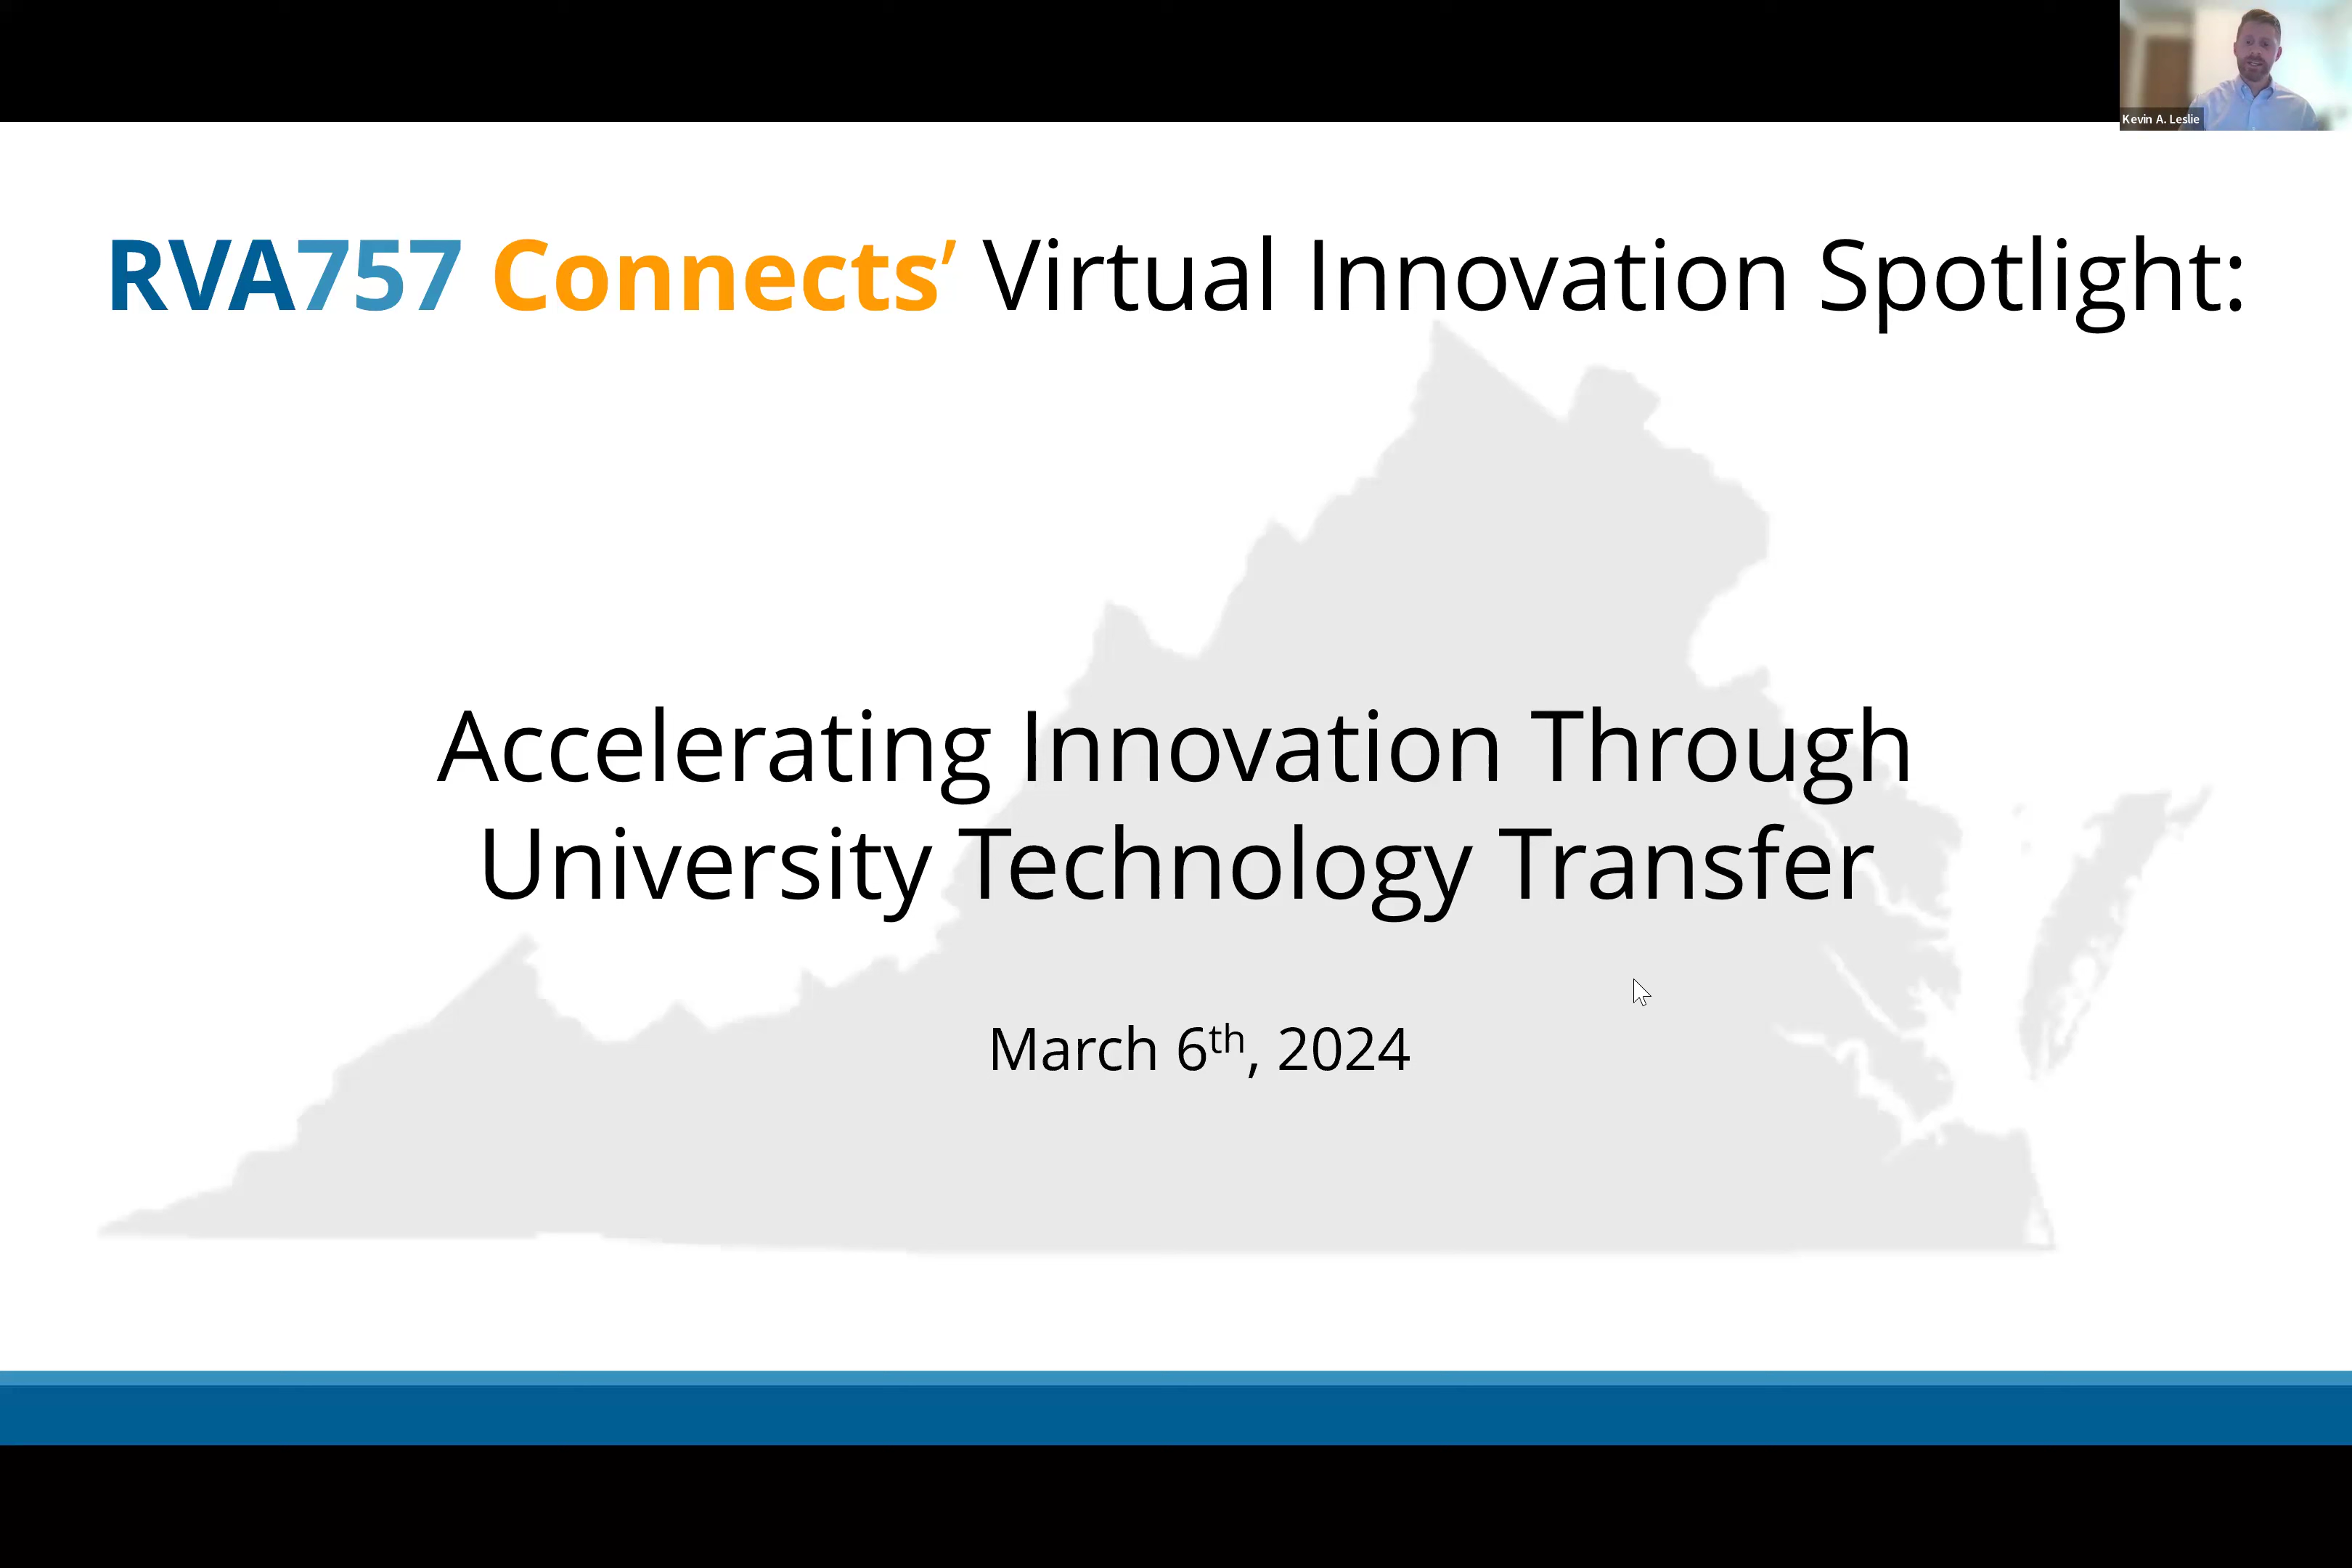 Kevin A. Leslie
RVA757 Connects’ Virtual Innovation Spotlight:
Accelerating Innovation Through
University Technology Transfer
March 6th, 2024